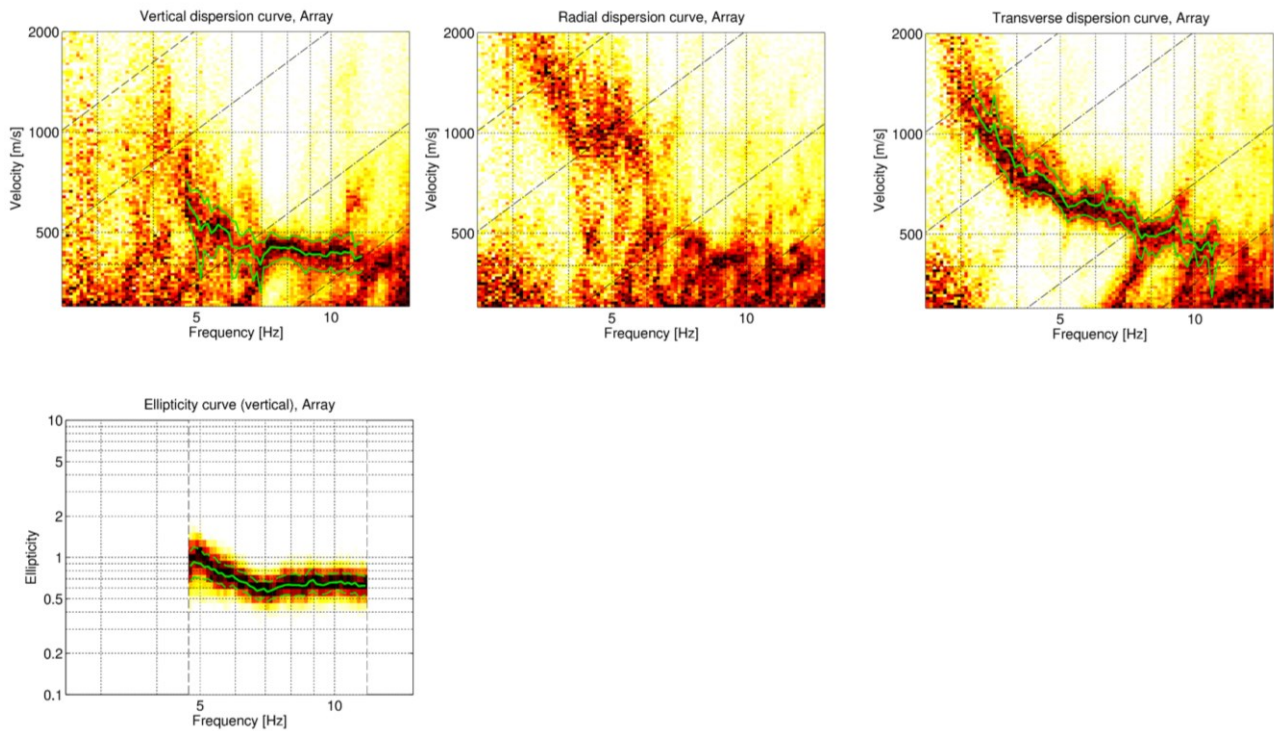 Vertical dispersion curve, Array
2000
1000
500
Velocity [m/s]
5 10
Frequency [Hz]
Radial dispersion curve, Array
2000
1000
500
Velocity [m/s]
5 10
Frequency [Hz]
Transverse dispersion curve, Array
2000
1000
500
Velocity [m/s]
5 10
Frequency [Hz]
Ellipticity curve (vertical), Array
10
5
2
1
0.5
0.2
0.1
Ellipticity
5 10
Frequency [Hz]